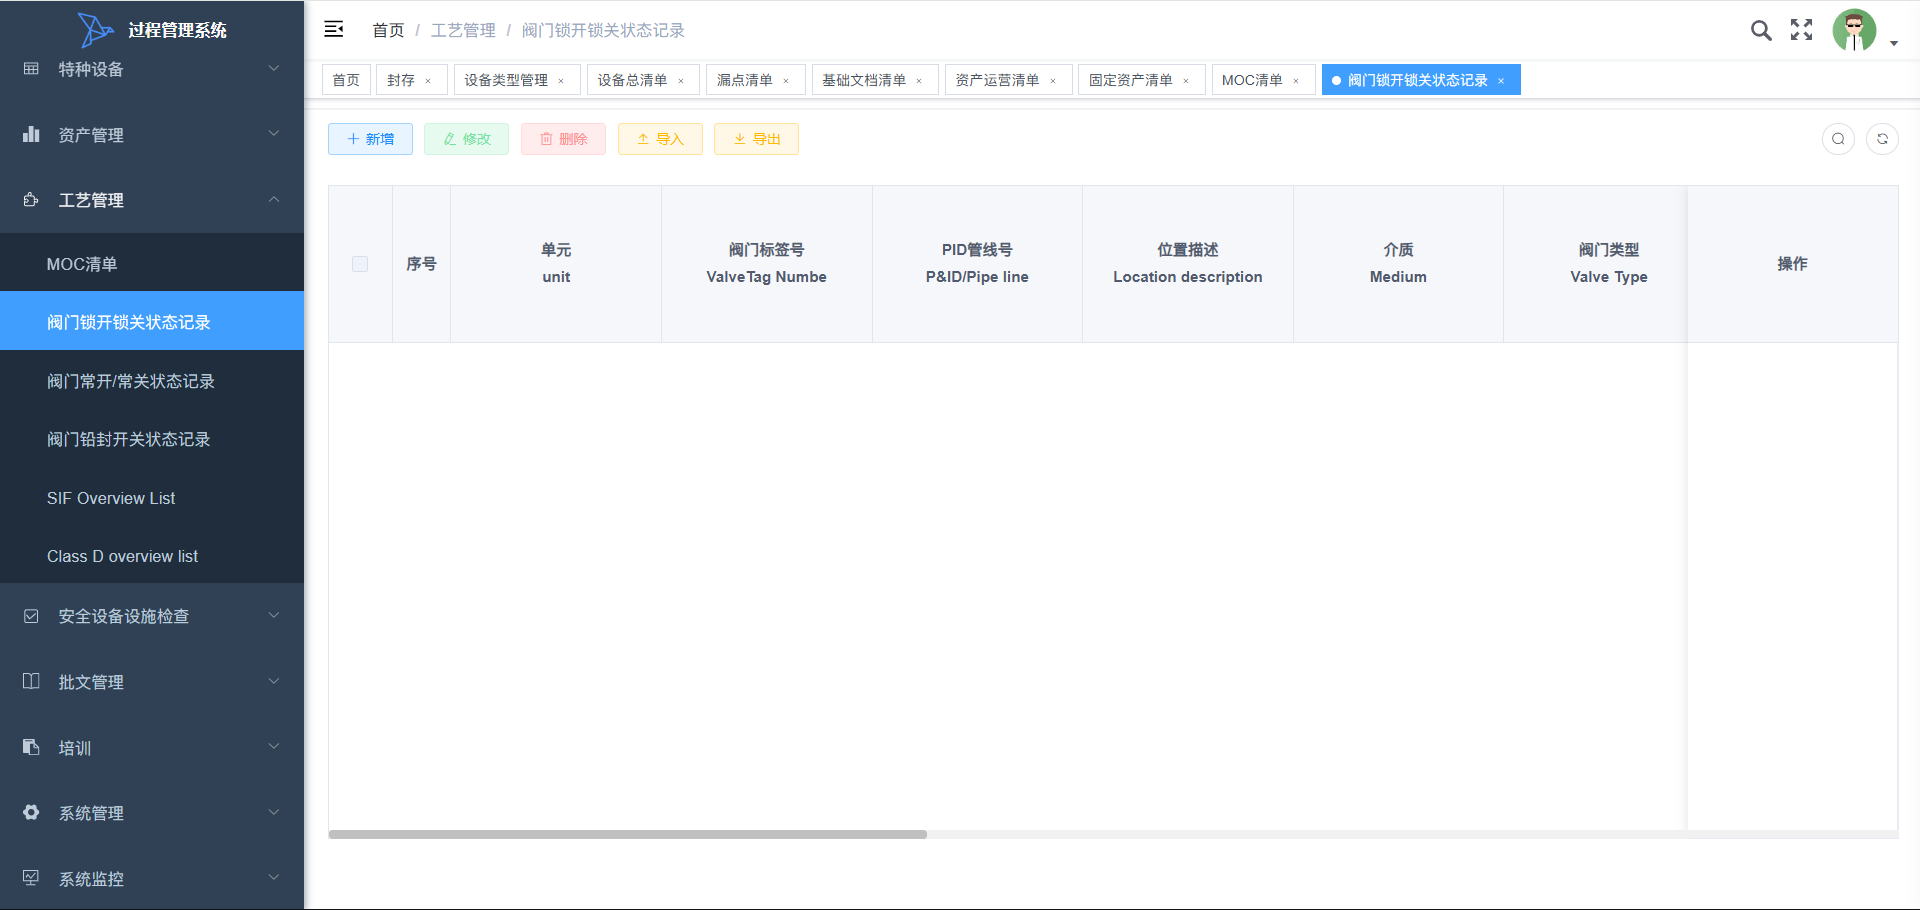 过程管理系统
特种设备
资产管理
工艺管理
MOC清单
阀门锁开锁关状态记录
阀门常开/常关状态记录
阀门铅封开关状态记录
SIF Overview List
Class D overview list
安全设备设施检查
批文管理
培训
系统管理
系统监控
首页 / 工艺管理 / 阀门锁开锁关状态记录
首页 封存 × 设备类型管理 × 设备总清单 × 漏点清单 × 基础文档清单 × 资产运营清单 × 固定资产清单 × MOC清单 × 阀门锁开锁关状态记录 ×
新增 修改 删除 导入 导出
序号
单元
unit
阀门标签号
ValveTag Numbe
PID管线号
P&ID/Pipe line
位置描述
Location description
介质
Medium
阀门类型
Valve Type
操作